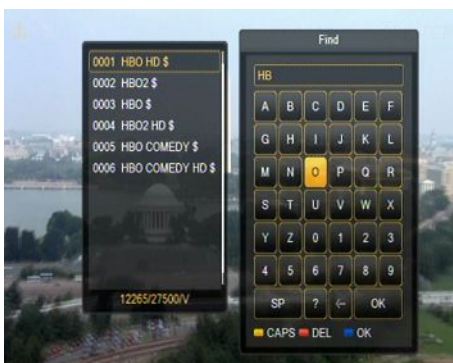 0001 HBO HD $
0002 HBO2 $
0003 HBO $
0004 HBO2 HD $
0005 HBO COMEDY $
0006 HBO COMEDY HD $
12265/27500/V
Find
HB
A B C D E F
G H I J K L
M N O P Q R
S T U V W X
Y Z 0 1 2 3
4 5 6 7 8 9
SP ? ← OK
CAPS DEL OK